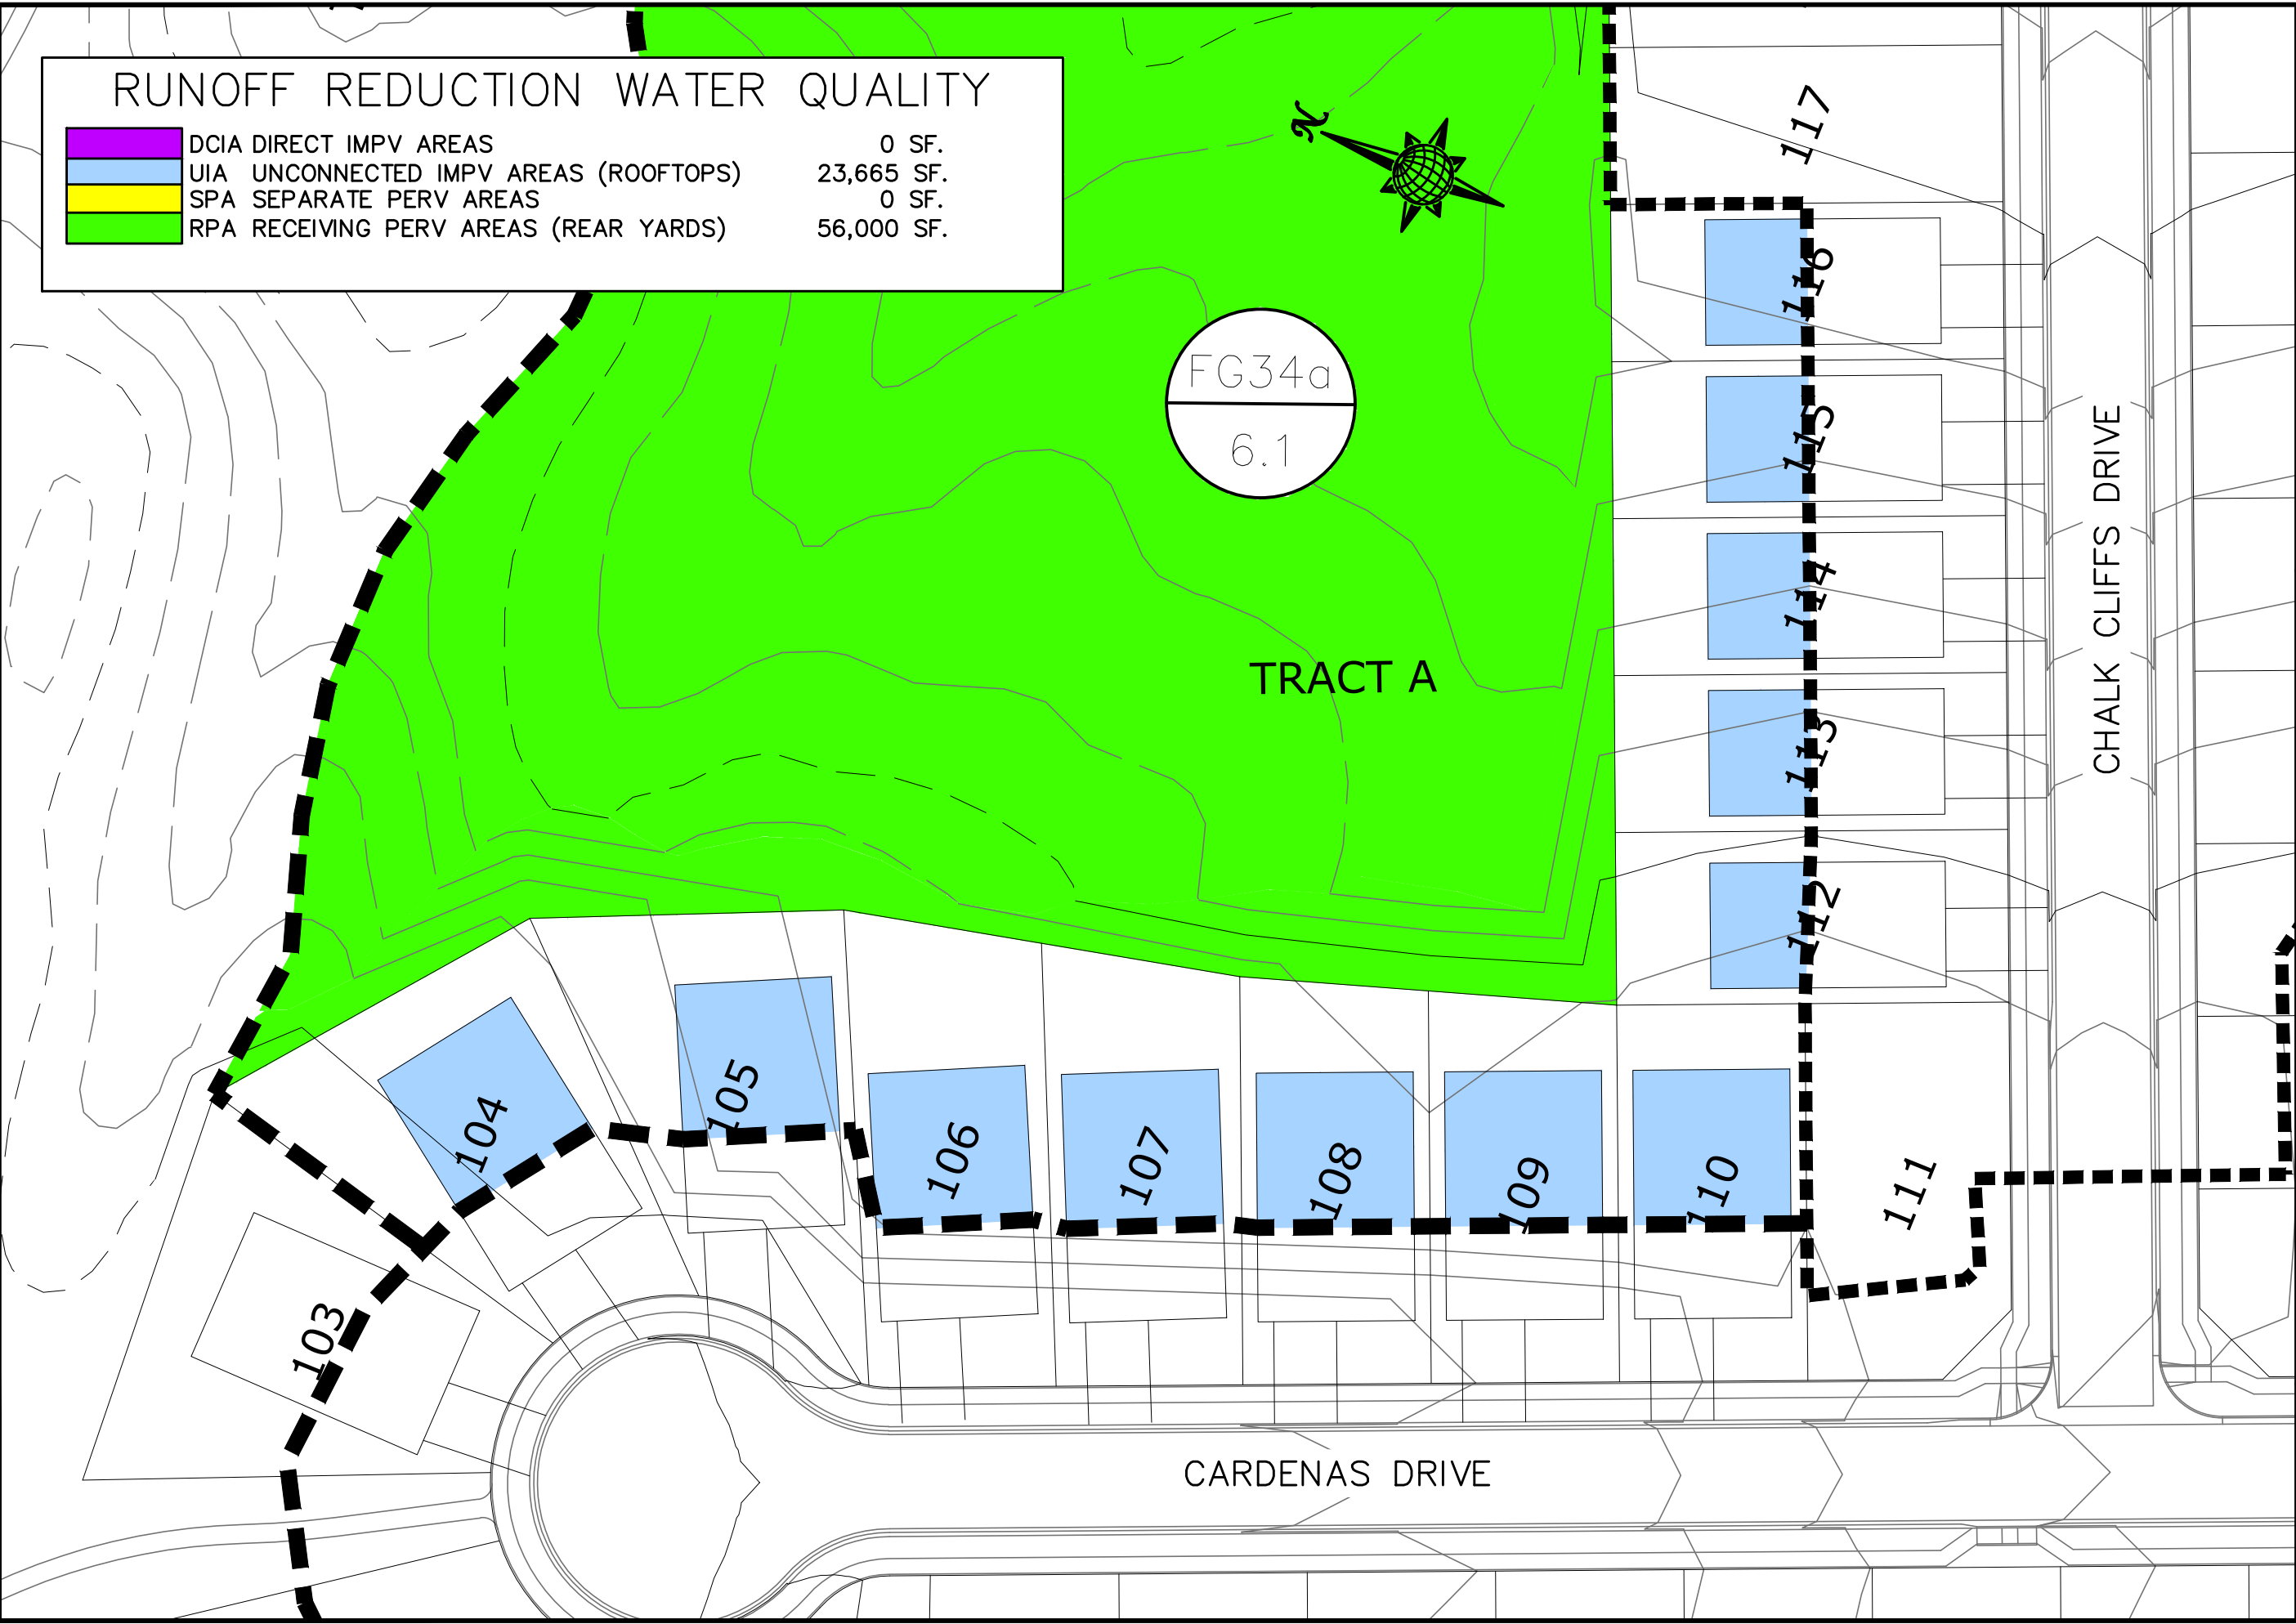 RUNOFF REDUCTION WATER QUALITY
DCIA DIRECT IMPV AREAS 0 SF.
UIA UNCONNECTED IMPV AREAS (ROOFTOPS) 23,665 SF.
SPA SEPARATE PERV AREAS 0 SF.
RPA RECEIVING PERV AREAS (REAR YARDS) 56,000 SF.
N
117
116
FG34a
6.1
115
114
TRACT A
CHALK CLIFFS DRIVE
113
112
104
105
106
107
108
109
110
111
103
CARDENAS DRIVE